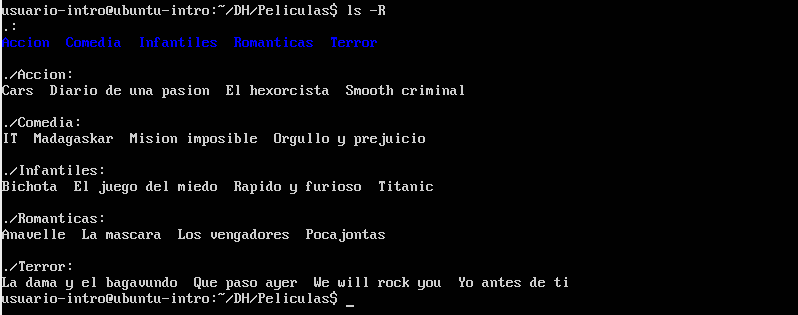 usuario-intro@ubuntu-intro:~/DH/Peliculas$ ls -R
.:
Accion  Comedia  Infantiles  Romanticas  Terror
./Accion:
Cars  Diario de una pasion  El hexorcista  Smooth criminal
./Comedia:
IT  Madagaskar  Mision imposible  Orgullo y prejuicio
./Infantiles:
Bichota  El juego del miedo  Rapido y furioso  Titanic
./Romanticas:
Anavelle  La mascara  Los vengadores  Pocajontas
./Terror:
La dama y el bagavundo  Que paso ayer  We will rock you  Yo antes de ti
usuario-intro@ubuntu-intro:~/DH/Peliculas$ _